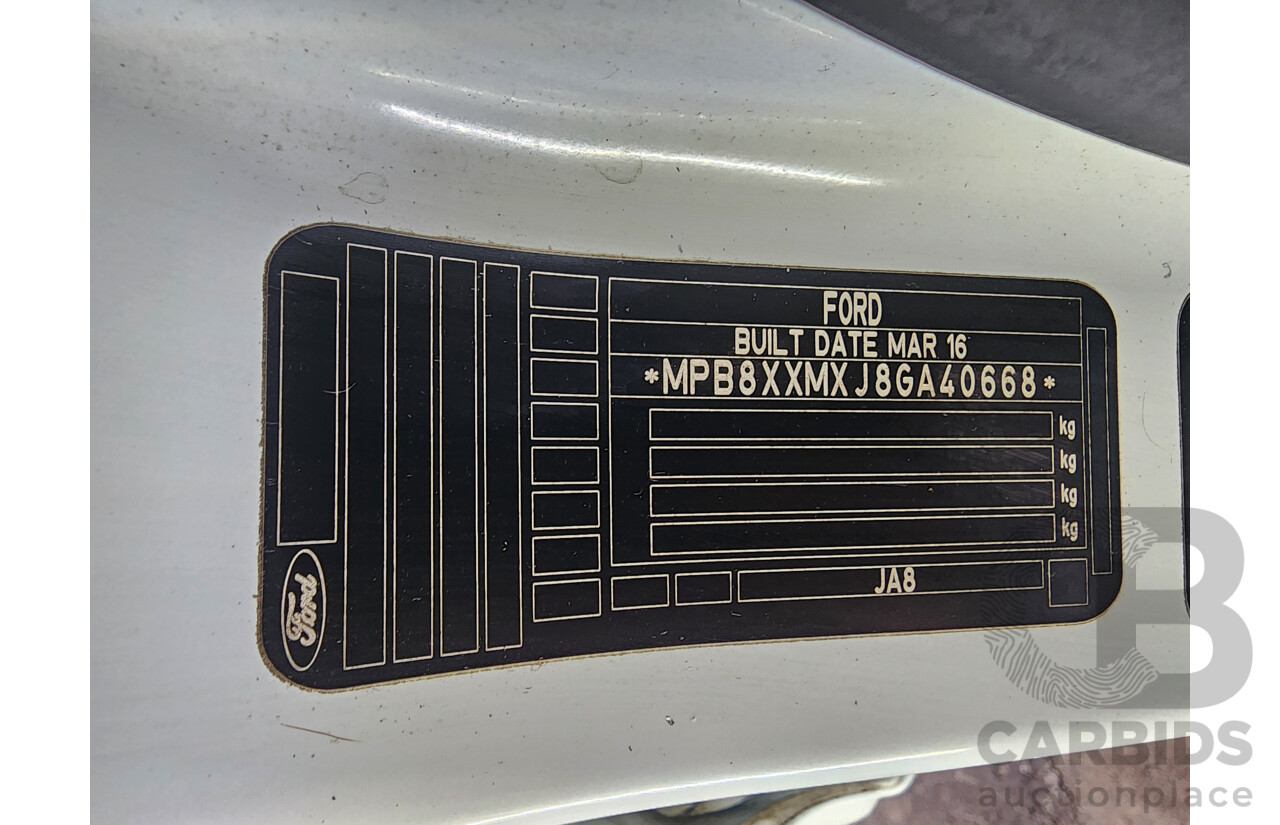 FORD
BUILT DATE MAR 16
*MPB8XXMXJ8GA40668*
kg
kg
kg
kg
JA8
Ford
B
CARBIDS
auctionplace